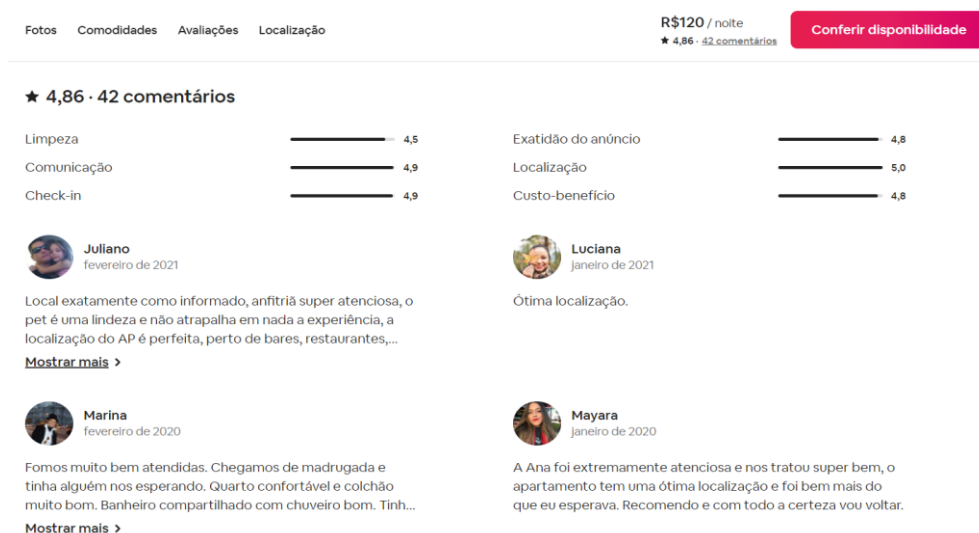 Fotos Comodidades Avaliações Localização
R$120 / noite
★ 4,86 · 42 comentários
Conferir disponibilidade
★ 4,86 · 42 comentários
Limpeza 4,5
Exatidão do anúncio 4,8
Comunicação 4,9
Localização 5,0
Check-in 4,9
Custo-benefício 4,8
Juliano
fevereiro de 2021
Local exatamente como informado, anfitriã super atenciosa, o
pet é uma lindeza e não atrapalha em nada a experiência, a
localização do AP é perfeita, perto de bares, restaurantes,...
Mostrar mais >
Luciana
janeiro de 2021
Ótima localização.
Marina
fevereiro de 2020
Fomos muito bem atendidas. Chegamos de madrugada e
tinha alguém nos esperando. Quarto confortável e colchão
muito bom. Banheiro compartilhado com chuveiro bom. Tinh...
Mostrar mais >
Mayara
janeiro de 2020
A Ana foi extremamente atenciosa e nos tratou super bem, o
apartamento tem uma ótima localização e foi bem mais do
que eu esperava. Recomendo e com todo a certeza vou voltar.